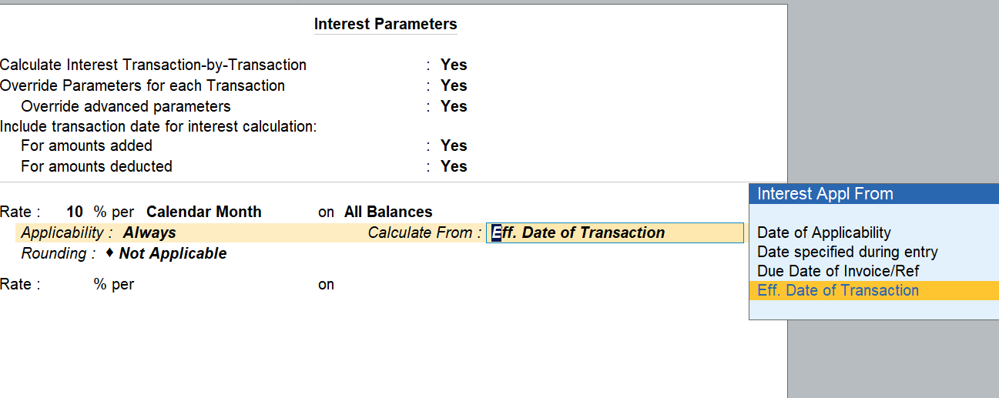 Interest Parameters
Calculate Interest Transaction-by-Transaction : Yes
Override Parameters for each Transaction : Yes
Override advanced parameters : Yes
Include transaction date for interest calculation:
For amounts added : Yes
For amounts deducted : Yes
Rate : 10 % per Calendar Month on All Balances
Applicability : Always Calculate From : Eff. Date of Transaction
Rounding : ♦ Not Applicable
Rate : % per on
Interest Appl From
Date of Applicability
Date specified during entry
Due Date of Invoice/Ref
Eff. Date of Transaction